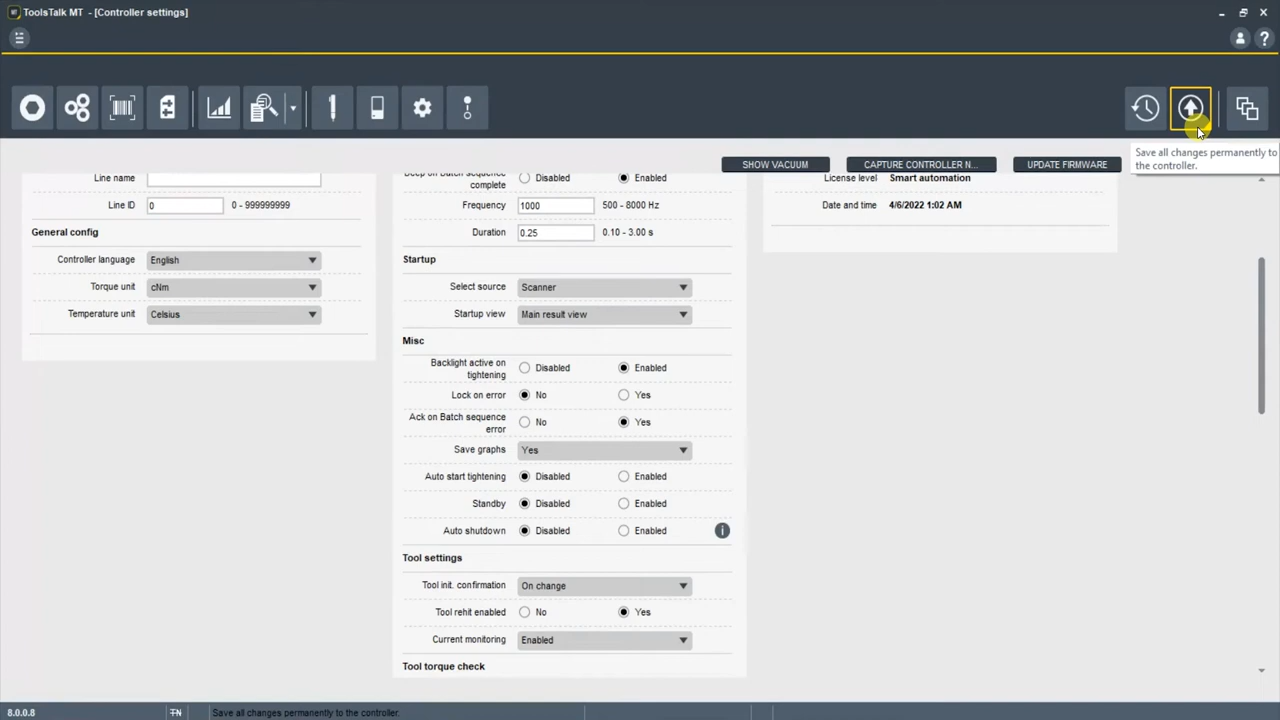 MT ToolsTalk MT - [Controller settings]
Save all changes permanently to
the controller.
SHOW VACUUM
CAPTURE CONTROLLER N...
UPDATE FIRMWARE
Line name
Line ID 0 0 - 999999999
General config
Controller language English
Torque unit cNm
Temperature unit Celsius
Beep on Batch sequence
complete Disabled Enabled
Frequency 1000 500 - 8000 Hz
Duration 0.25 0.10 - 3.00 s
Startup
Select source Scanner
Startup view Main result view
Misc
Backlight active on
tightening Disabled Enabled
Lock on error No Yes
Ack on Batch sequence
error No Yes
Save graphs Yes
Auto start tightening Disabled Enabled
Standby Disabled Enabled
Auto shutdown Disabled Enabled i
Tool settings
Tool init. confirmation On change
Tool rehit enabled No Yes
Current monitoring Enabled
Tool torque check
License level Smart automation
Date and time 4/6/2022 1:02 AM
8.0.0.8 TN Save all changes permanently to the controller.